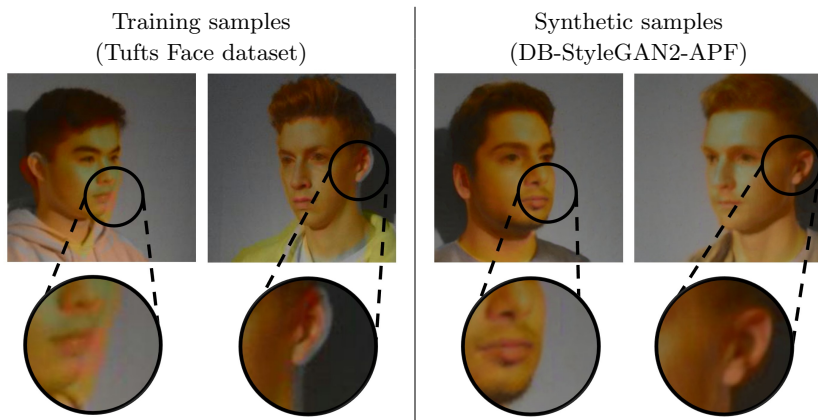 Training samples
(Tufts Face dataset)
Synthetic samples
(DB-StyleGAN2-APF)